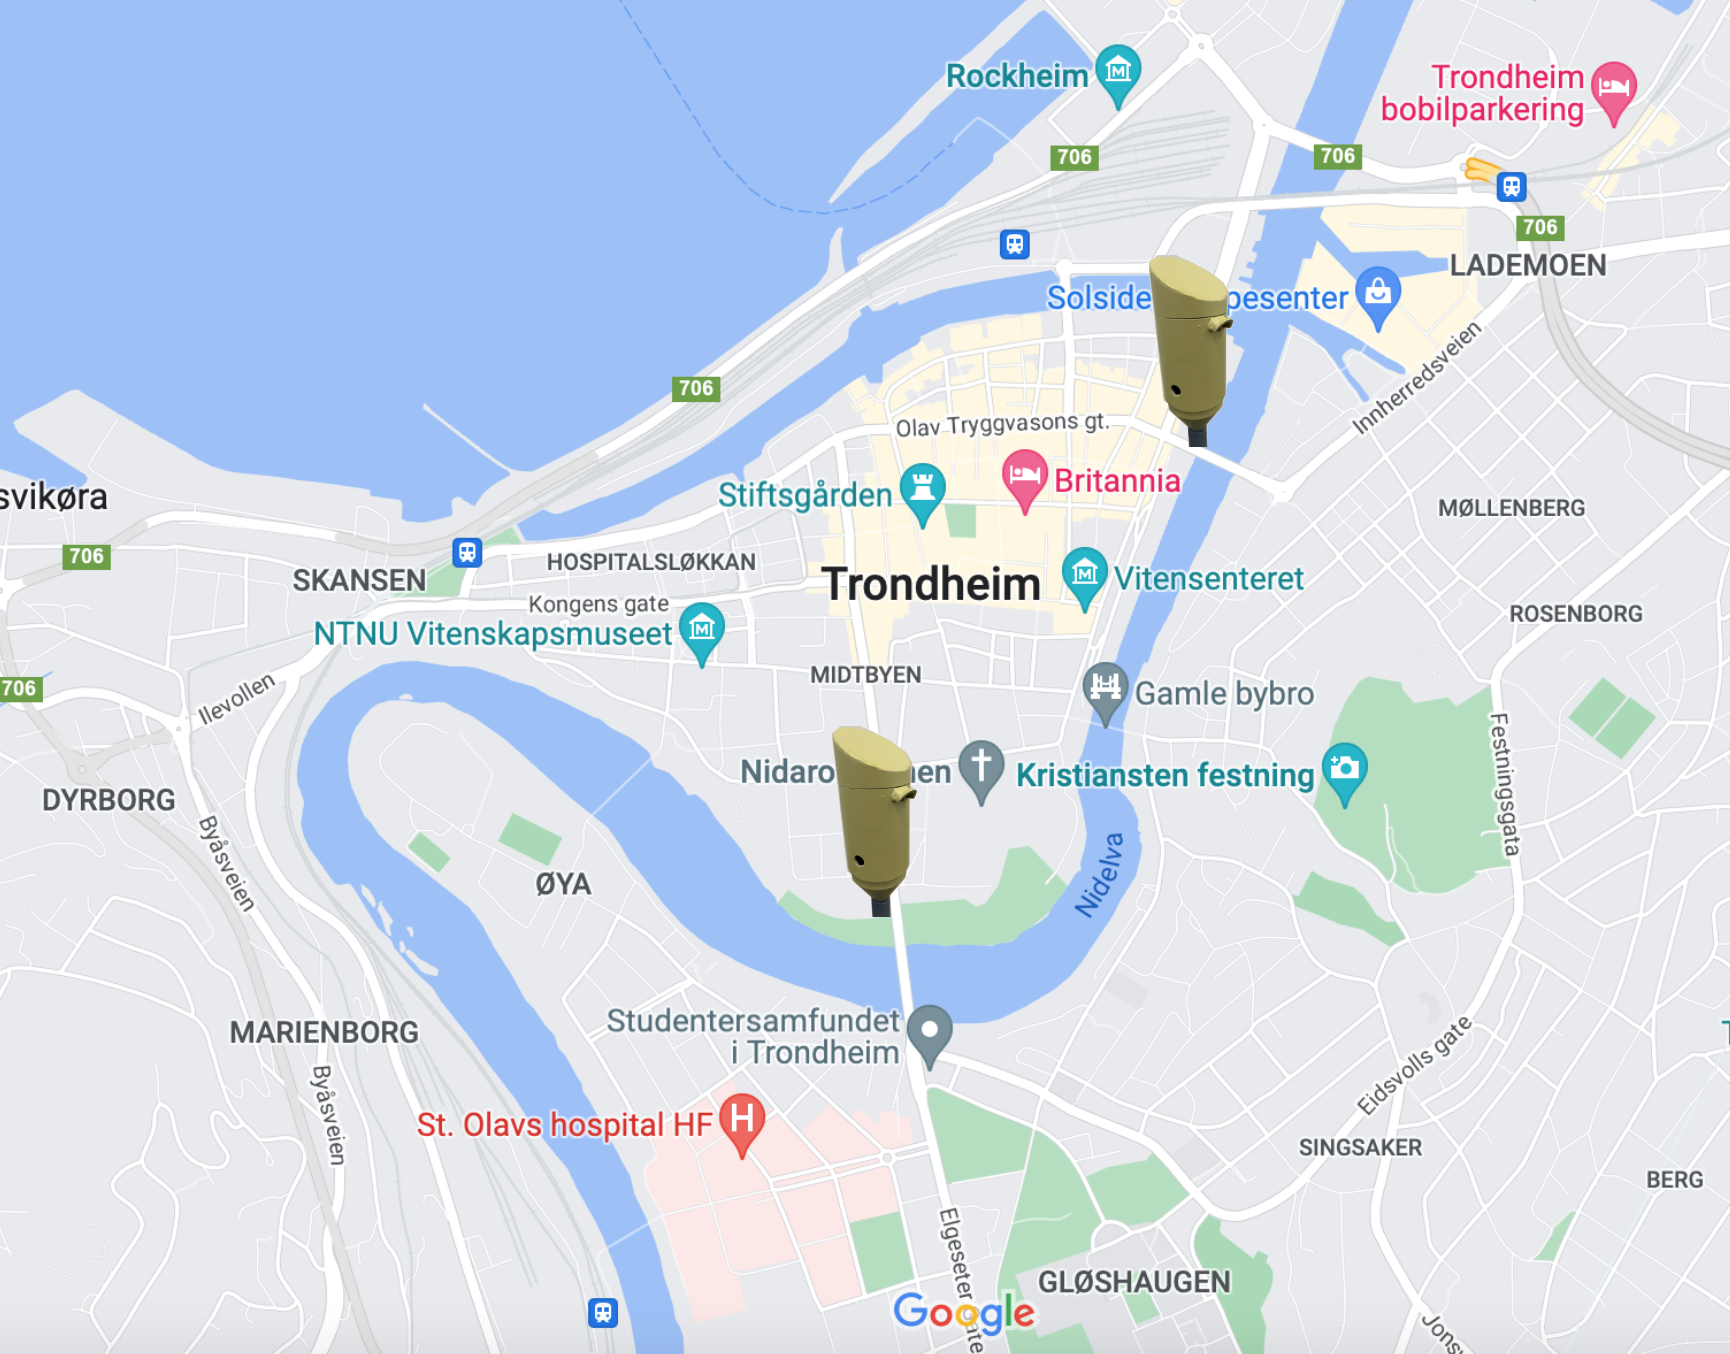 Rockheim
Trondheim
bobilparkering
706
706
706
LADEMOEN
Solside
pesenter
Innherredsveien
706
Olav Tryggvasons gt.
Britannia
Stiftsgården
svikøra
MØLLENBERG
706
HOSPITALSLØKKAN
SKANSEN
Trondheim
Vitensenteret
Kongens gate
ROSENBORG
NTNU Vitenskapsmuseet
MIDTBYEN
706
Ilevollen
Gamle bybro
Festningsgata
Nidaro
en
Kristiansten festning
DYRBORG
Byåsveien
Nidelva
ØYA
Studentersamfundet
i Trondheim
MARIENBORG
Eidsvolls gate
Byåsveien
St. Olavs hospital HF
H
SINGSAKER
BERG
Elgeseter gate
GLØSHAUGEN
Google
Jons